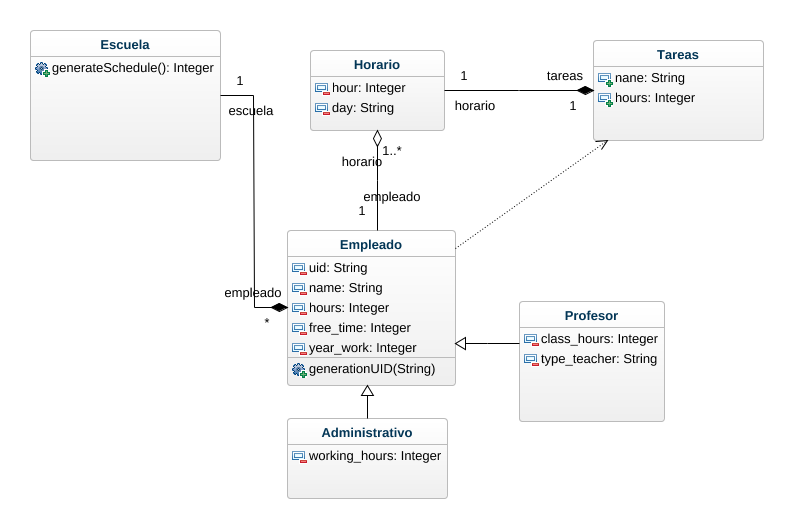 Escuela
generateSchedule(): Integer
1
escuela
Horario
hour: Integer
day: String
1
tareas
horario
1
Tareas
nane: String
hours: Integer
1..*
horario
empleado
1
empleado
*
Empleado
uid: String
name: String
hours: Integer
free_time: Integer
year_work: Integer
generationUID(String)
Profesor
class_hours: Integer
type_teacher: String
Administrativo
working_hours: Integer